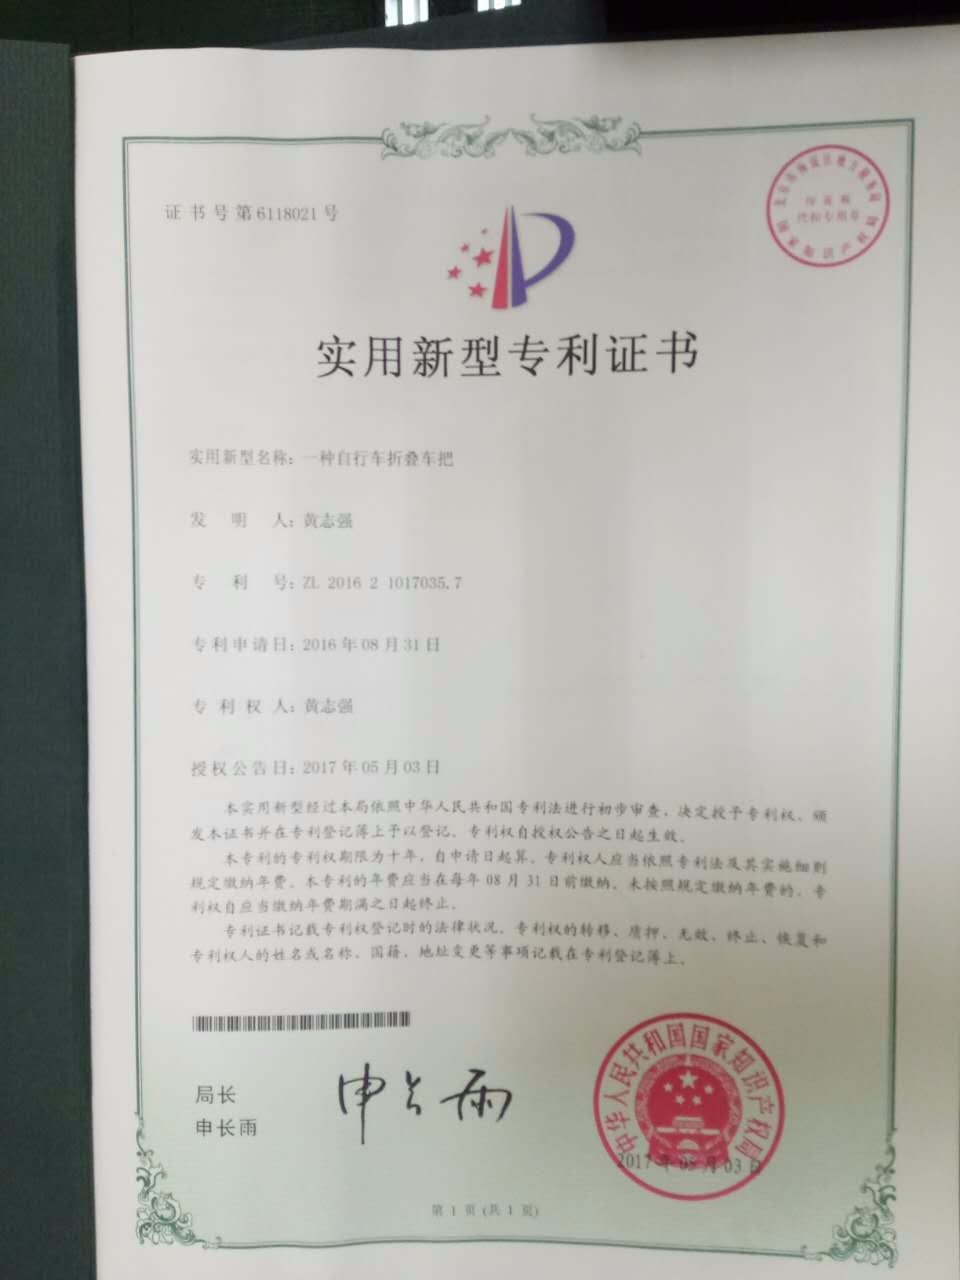 证书号第6118021号
实用新型专利证书
实用新型名称：一种自行车折叠车把
发明人：黄志强
专利号：ZL 2016 2 1017035.7
专利申请日：2016年08月31日
专利权人：黄志强
授权公告日：2017年05月03日
本实用新型经过本局依照中华人民共和国专利法进行初步审查，决定授予专利权，颁
发本证书并在专利登记簿上予以登记。专利权自授权公告之日起生效。
本专利的专利权期限为十年，自申请日起算。专利权人应当依照专利法及其实施细则
规定缴纳年费。本专利的年费应当在每年08月31日前缴纳。未按照规定缴纳年费的，专
利权自应当缴纳年费期满之日起终止。
专利证书记载专利权登记时的法律状况。专利权的转移、质押、无效、终止、恢复和
专利权人的姓名或名称、国籍、地址变更等事项记载在专利登记簿上。
局长
申长雨
申长雨
中华人民共和国国家知识产权局
2017年05月03日
第1页(共1页)